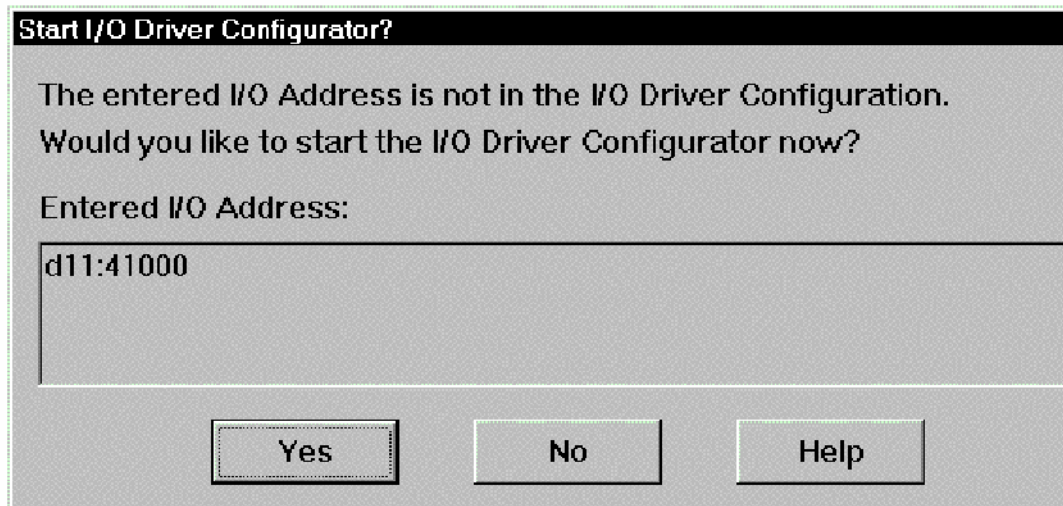 Start I/O Driver Configurator?
The entered I/O Address is not in the I/O Driver Configuration.
Would you like to start the I/O Driver Configurator now?
Entered I/O Address:
d11:41000
Yes
No
Help